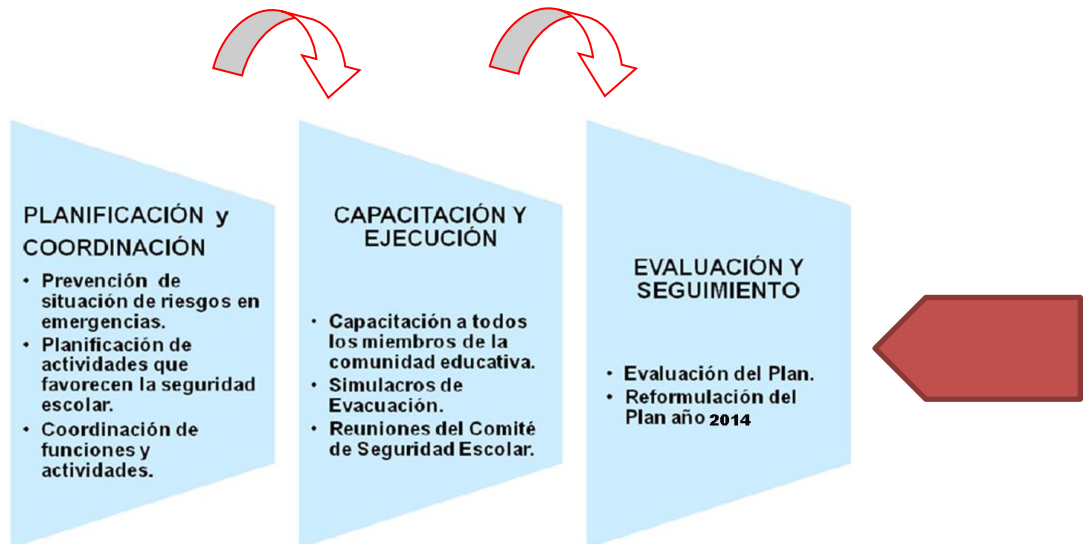 PLANIFICACIÓN y
COORDINACIÓN
• Prevención de
situación de riesgos en
emergencias.
• Planificación de
actividades que
favorecen la seguridad
escolar.
• Coordinación de
funciones y
actividades.
CAPACITACIÓN Y
EJECUCIÓN
• Capacitación a todos
los miembros de la
comunidad educativa.
• Simulacros de
Evacuación.
• Reuniones del Comité
de Seguridad Escolar.
EVALUACIÓN Y
SEGUIMIENTO
• Evaluación del Plan.
• Reformulación del
Plan año 2014